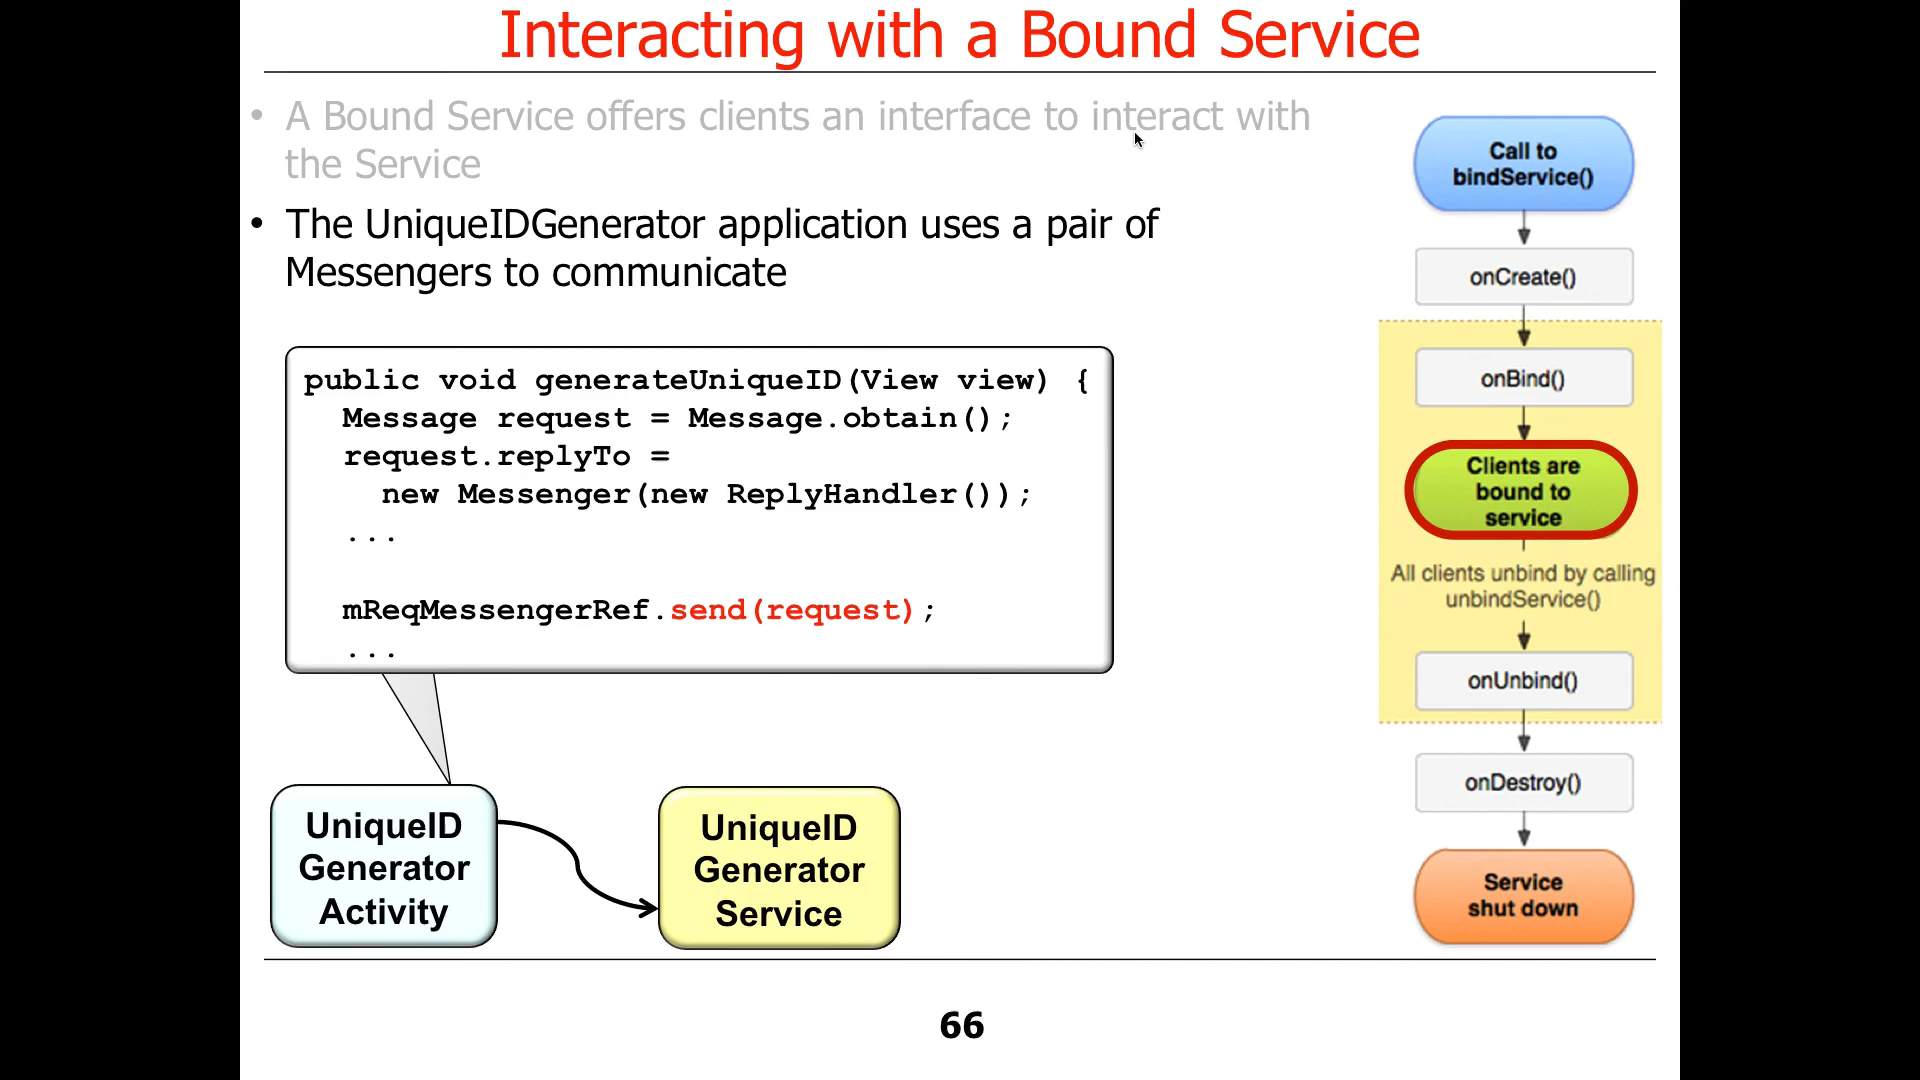 Interacting with a Bound Service
• A Bound Service offers clients an interface to interact with
the Service
• The UniqueIDGenerator application uses a pair of
Messengers to communicate
public void generateUniqueID(View view) {
Message request = Message.obtain();
request.replyTo =
new Messenger(new ReplyHandler());
...
mReqMessengerRef.send(request);
...
UniqueID
Generator
Activity
UniqueID
Generator
Service
Call to
bindService()
onCreate()
onBind()
Clients are
bound to
service
All clients unbind by calling
unbindService()
onUnbind()
onDestroy()
Service
shut down
66